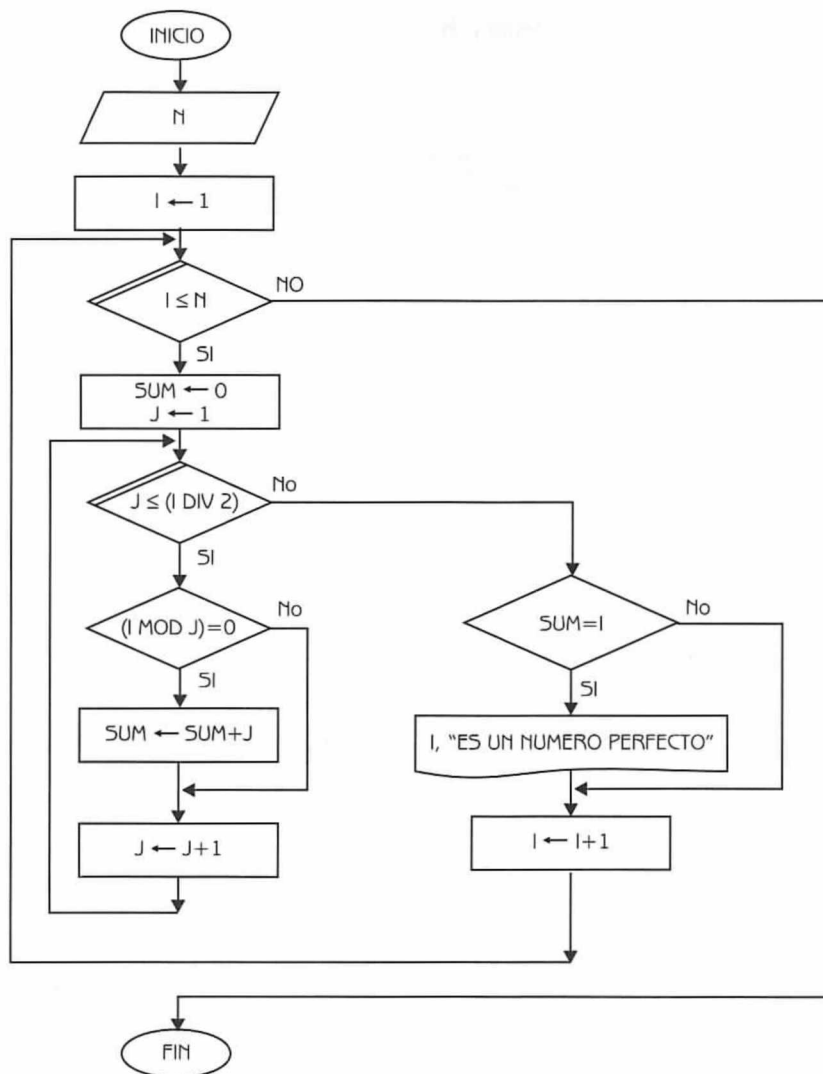 INICIO
N
I ← 1
I ≤ N
NO
SI
SUM ← 0
J ← 1
J ≤ (I DIV 2)
No
SI
(I MOD J)=0
No
SI
SUM ← SUM+J
J ← J+1
SUM=I
No
SI
I, “ES UN NUMERO PERFECTO”
I ← I+1
FIN